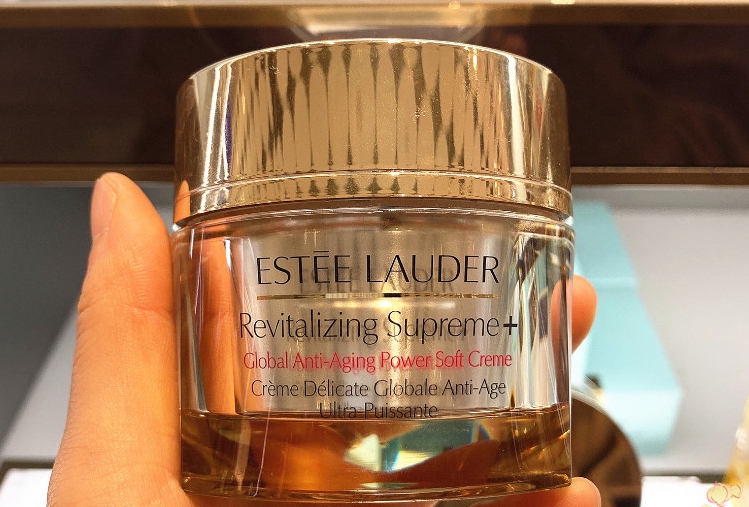 ESTĒE LAUDER
Revitalizing Supreme+
Global Anti-Aging Power Soft Creme
Crème Délicate Globale Anti-Age
Ultra-Puissante